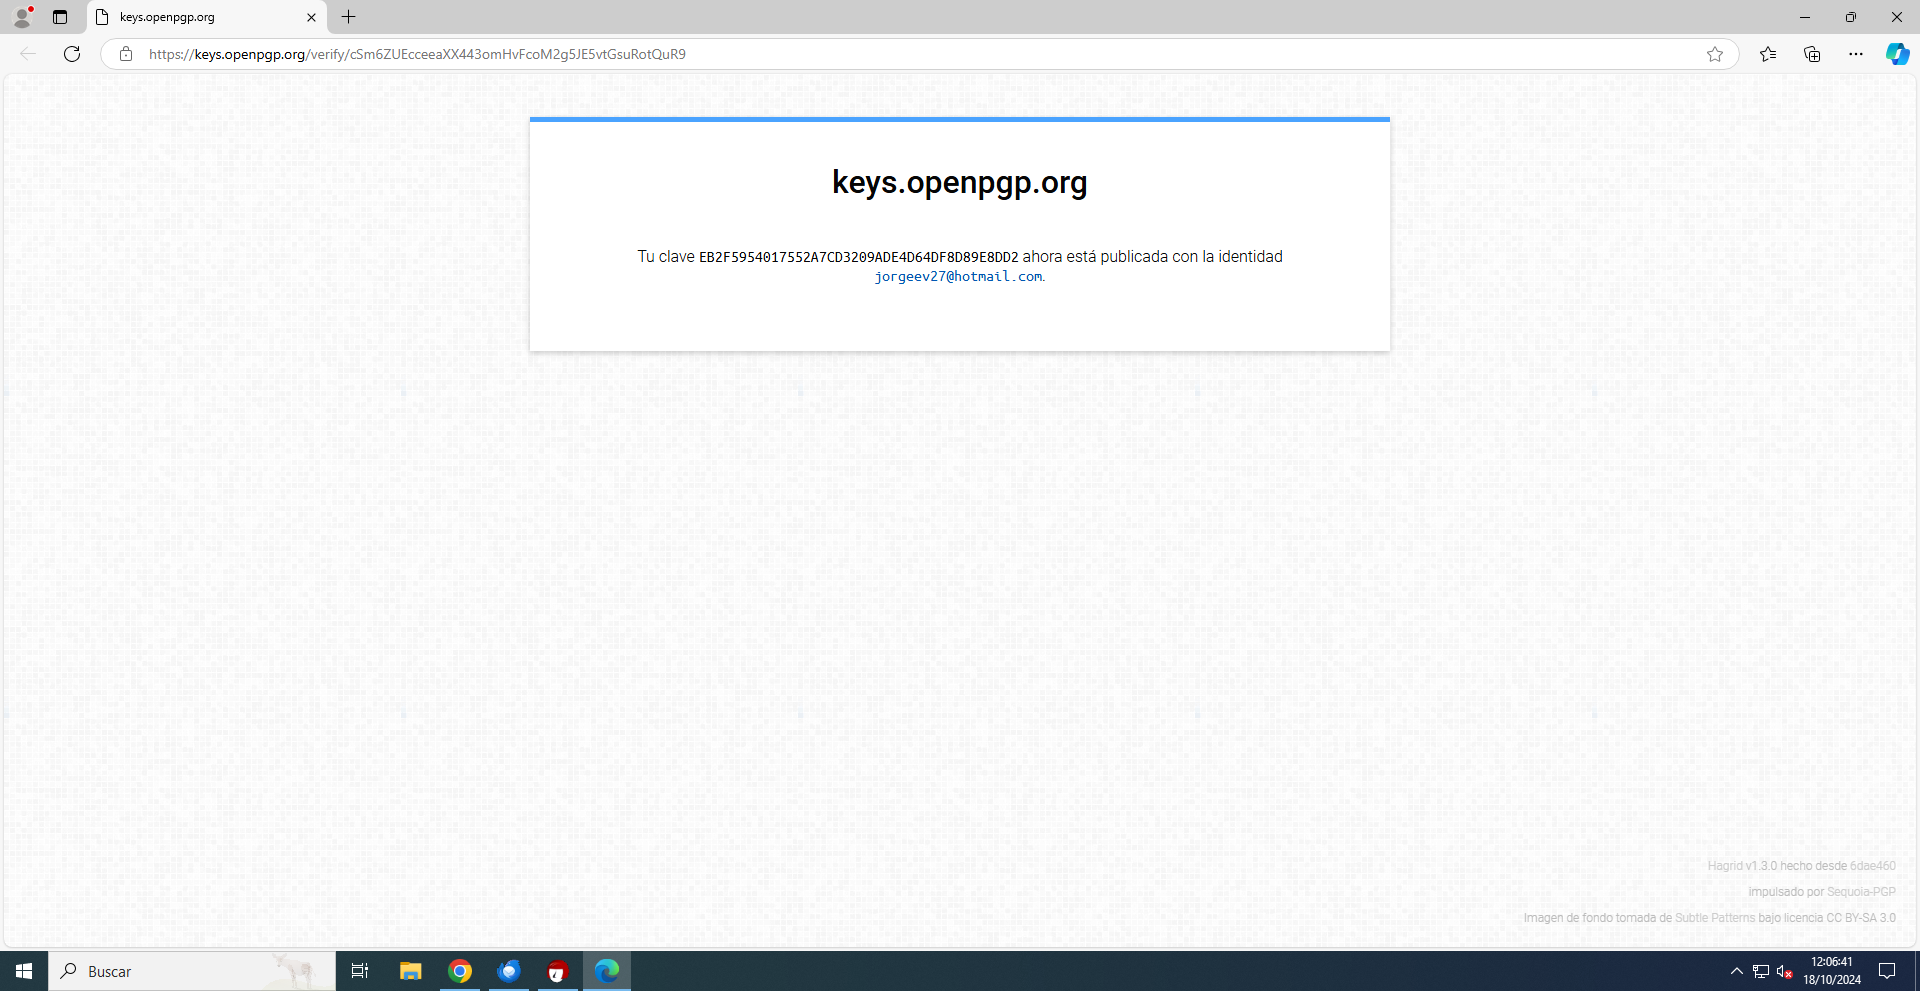 keys.openpgp.org
https://keys.openpgp.org/verify/cSm6ZUEcceeaXX443omHvFcoM2g5JE5vtGsuRotQuR9
keys.openpgp.org
Tu clave EB2F5954017552A7CD3209ADE4D64DF8D89E8DD2 ahora está publicada con la identidad
jorgeev27@hotmail.com.
Hagrid v1.3.0 hecho desde 6dae460
impulsado por Sequoia-PGP
Imagen de fondo tomada de Subtle Patterns bajo licencia CC BY-SA 3.0
Buscar
12:06:41
18/10/2024